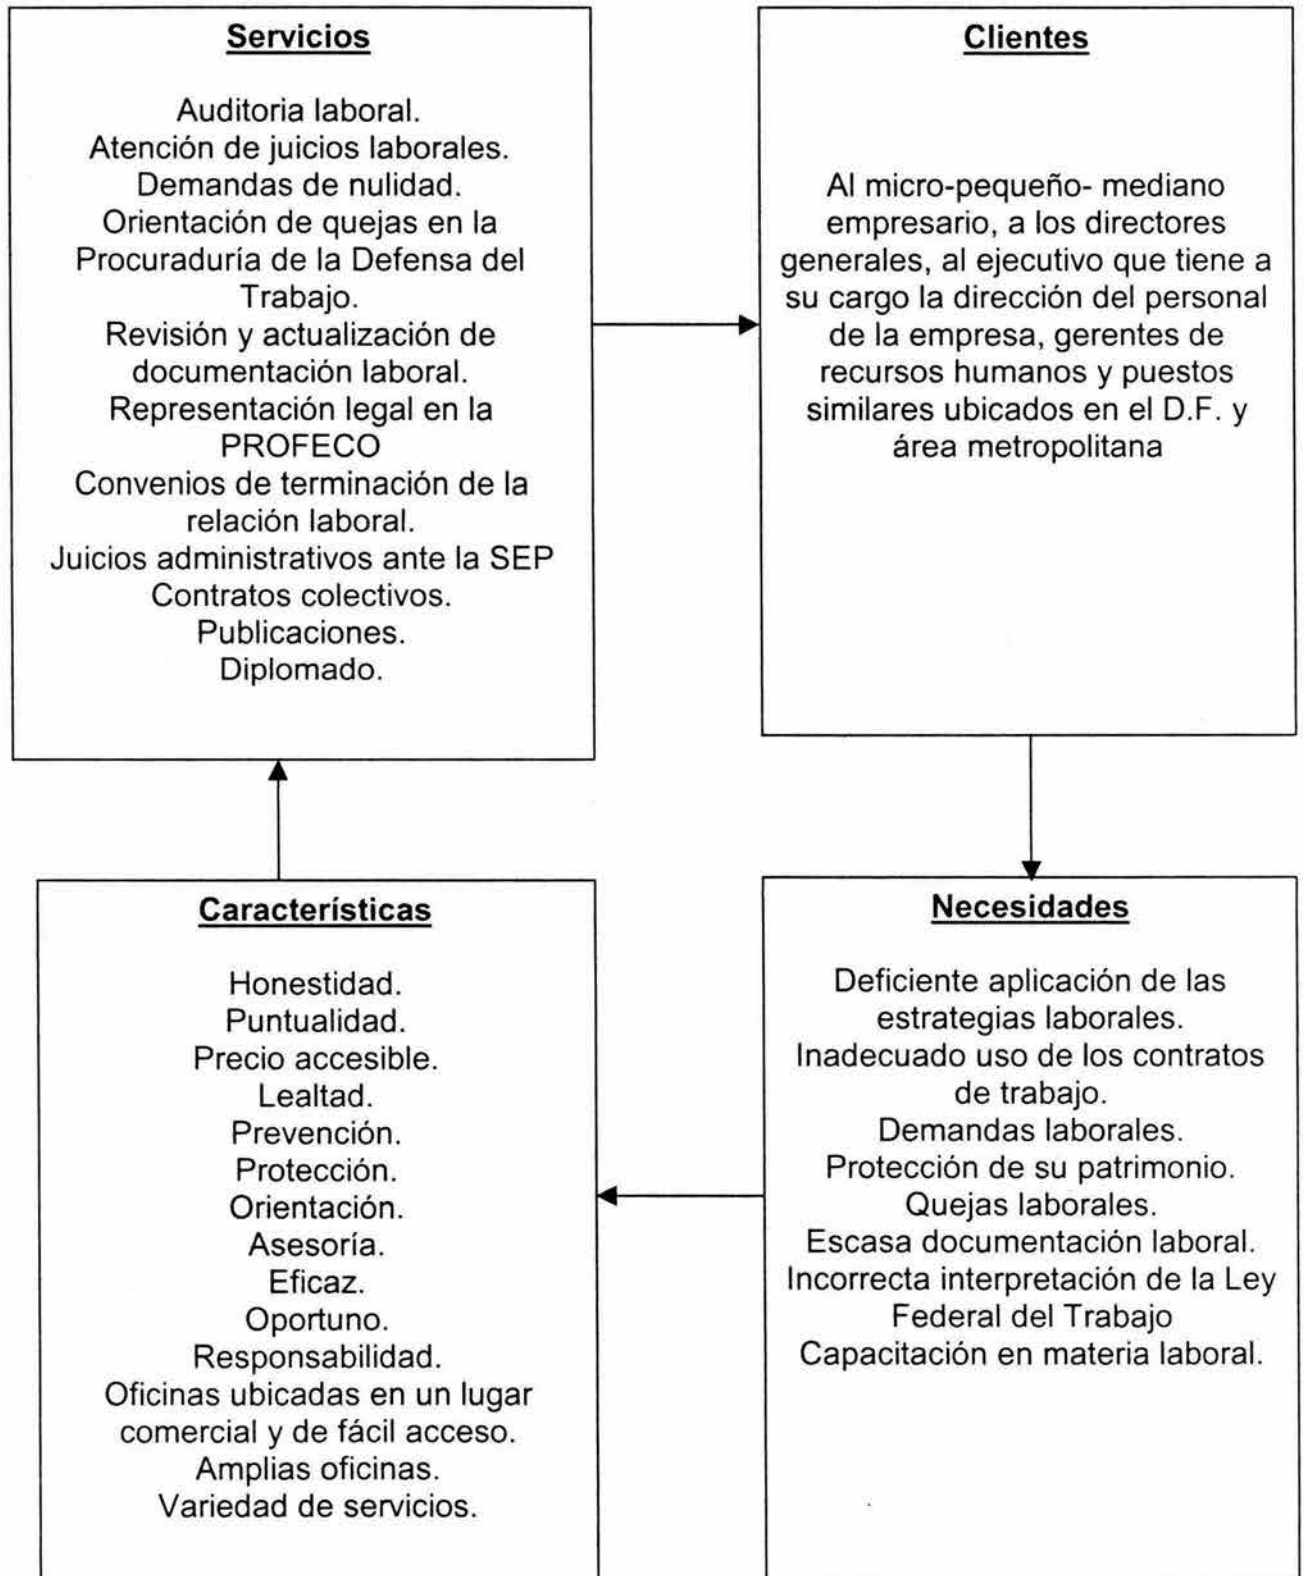 Servicios
Auditoria laboral.
Atención de juicios laborales.
Demandas de nulidad.
Orientación de quejas en la
Procuraduría de la Defensa del
Trabajo.
Revisión y actualización de
documentación laboral.
Representación legal en la
PROFECO
Convenios de terminación de la
relación laboral.
Juicios administrativos ante la SEP
Contratos colectivos.
Publicaciones.
Diplomado.
Clientes
Al micro-pequeño- mediano
empresario, a los directores
generales, al ejecutivo que tiene a
su cargo la dirección del personal
de la empresa, gerentes de
recursos humanos y puestos
similares ubicados en el D.F. y
área metropolitana
Características
Honestidad.
Puntualidad.
Precio accesible.
Lealtad.
Prevención.
Protección.
Orientación.
Asesoría.
Eficaz.
Oportuno.
Responsabilidad.
Oficinas ubicadas en un lugar
comercial y de fácil acceso.
Amplias oficinas.
Variedad de servicios.
Necesidades
Deficiente aplicación de las
estrategias laborales.
Inadecuado uso de los contratos
de trabajo.
Demandas laborales.
Protección de su patrimonio.
Quejas laborales.
Escasa documentación laboral.
Incorrecta interpretación de la Ley
Federal del Trabajo
Capacitación en materia laboral.